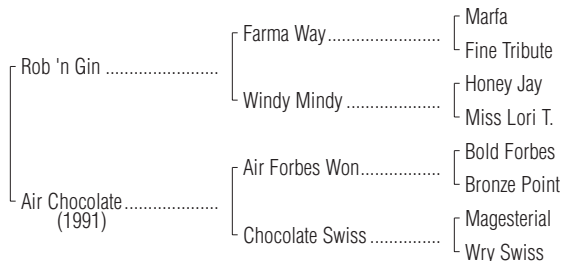 Marfa
Farma Way
Fine Tribute
Rob 'n Gin
Honey Jay
Windy Mindy
Miss Lori T.
Bold Forbes
Air Forbes Won
Bronze Point
Air Chocolate
(1991)
Magesterial
Chocolate Swiss
Wry Swiss